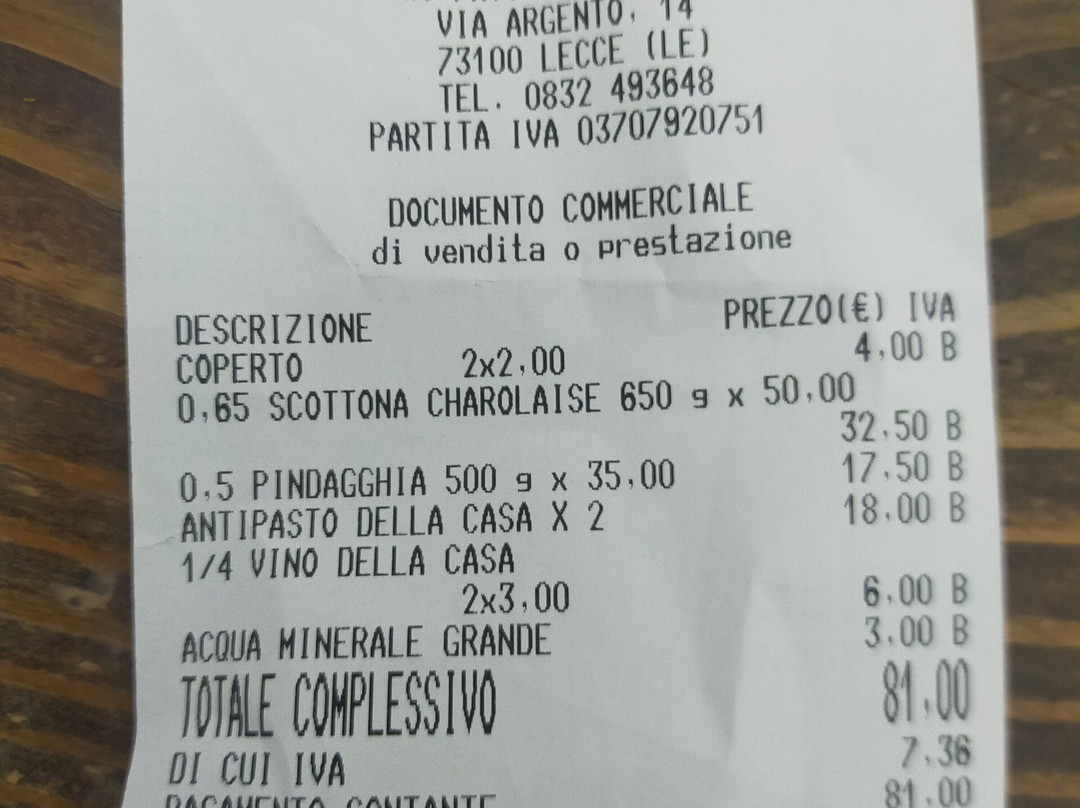 VIA ARGENTO, 14
73100 LECCE (LE)
TEL. 0832 493648
PARTITA IVA 03707920751
DOCUMENTO COMMERCIALE
di vendita o prestazione
DESCRIZIONE PREZZO(€) IVA
COPERTO 2x2,00 4,00 B
0,65 SCOTTONA CHAROLAISE 650 g x 50,00
32,50 B
0,5 PINDAGGHIA 500 g x 35,00 17,50 B
ANTIPASTO DELLA CASA X 2 18,00 B
1/4 VINO DELLA CASA
2x3,00 6,00 B
ACQUA MINERALE GRANDE 3,00 B
TOTALE COMPLESSIVO 81,00
DI CUI IVA 7,36
PAGAMENTO CONTANTE 81,00